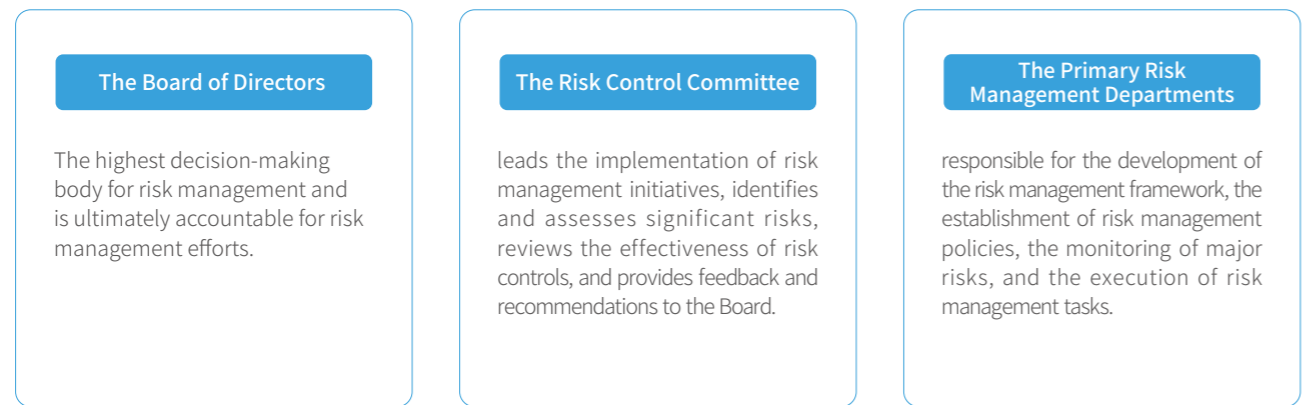 The Board of Directors
The highest decision-making
body for risk management and
is ultimately accountable for risk
management efforts.
The Risk Control Committee
leads the implementation of risk
management initiatives, identifies
and assesses significant risks,
reviews the effectiveness of risk
controls, and provides feedback and
recommendations to the Board.
The Primary Risk
Management Departments
responsible for the development of
the risk management framework, the
establishment of risk management
policies, the monitoring of major
risks, and the execution of risk
management tasks.